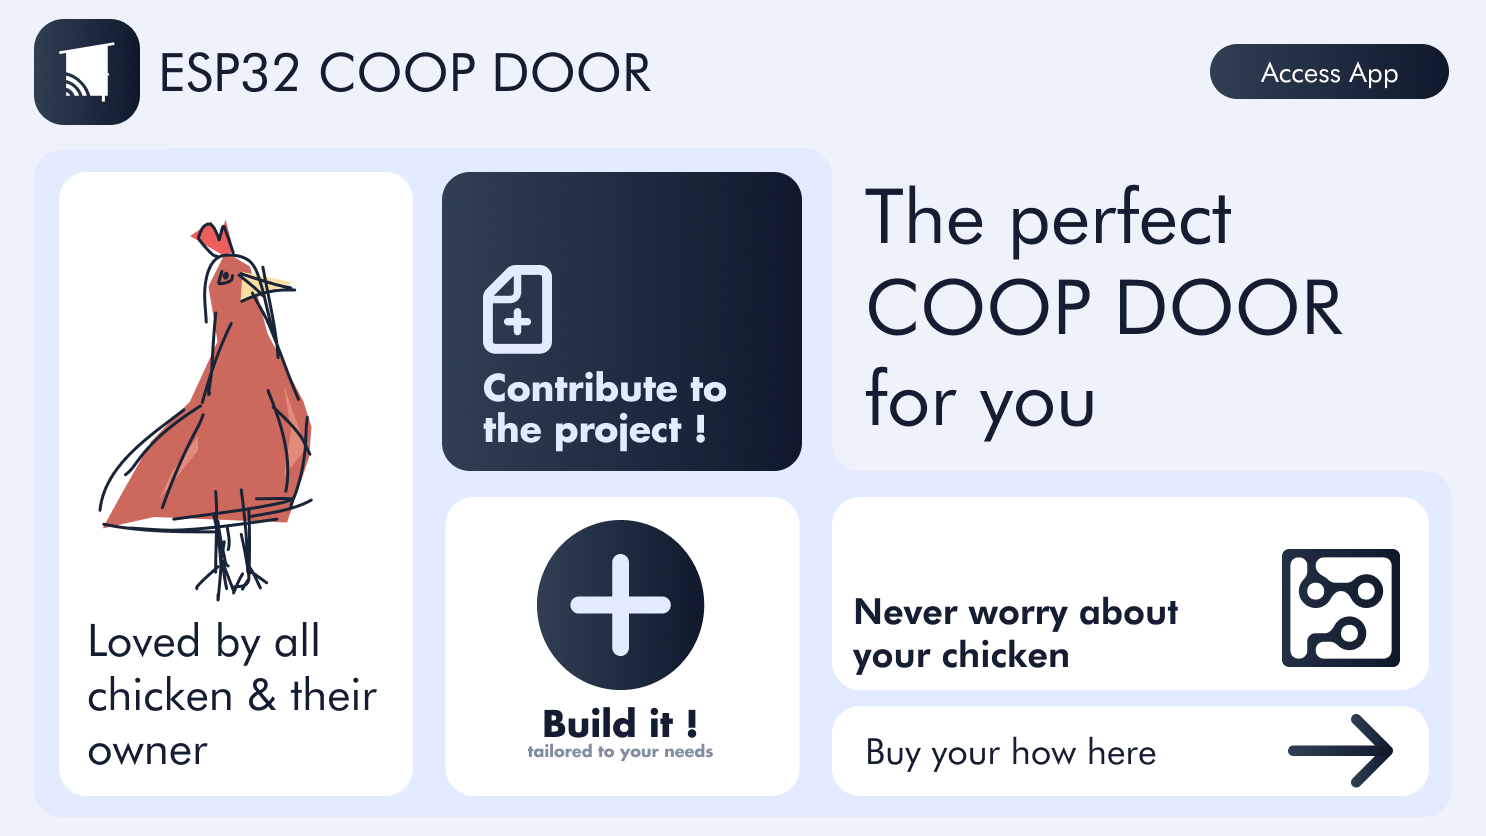 ESP32 COOP DOOR
Access App
The perfect
COOP DOOR
for you
Contribute to
the project !
Loved by all
chicken & their
owner
Build it !
tailored to your needs
Never worry about
your chicken
Buy your how here